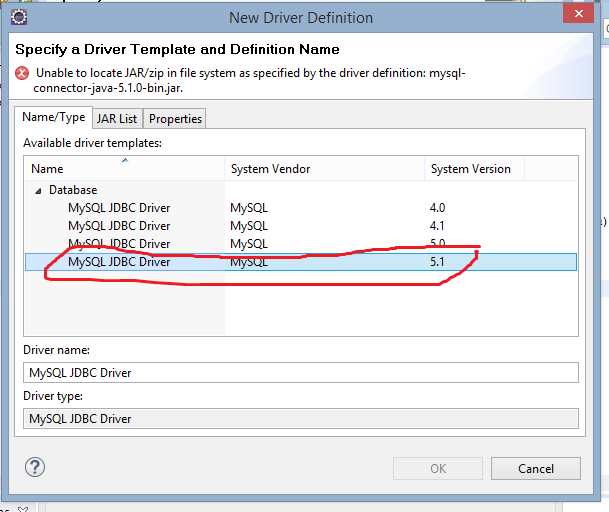 New Driver Definition
Specify a Driver Template and Definition Name
Unable to locate JAR/zip in file system as specified by the driver definition: mysql-
connector-java-5.1.0-bin.jar.
Name/Type JAR List Properties
Available driver templates:
Name System Vendor System Version
Database
MySQL JDBC Driver MySQL 4.0
MySQL JDBC Driver MySQL 4.1
MySQL JDBC Driver MySQL 5.0
MySQL JDBC Driver MySQL 5.1
Driver name:
MySQL JDBC Driver
Driver type:
MySQL JDBC Driver
? OK Cancel